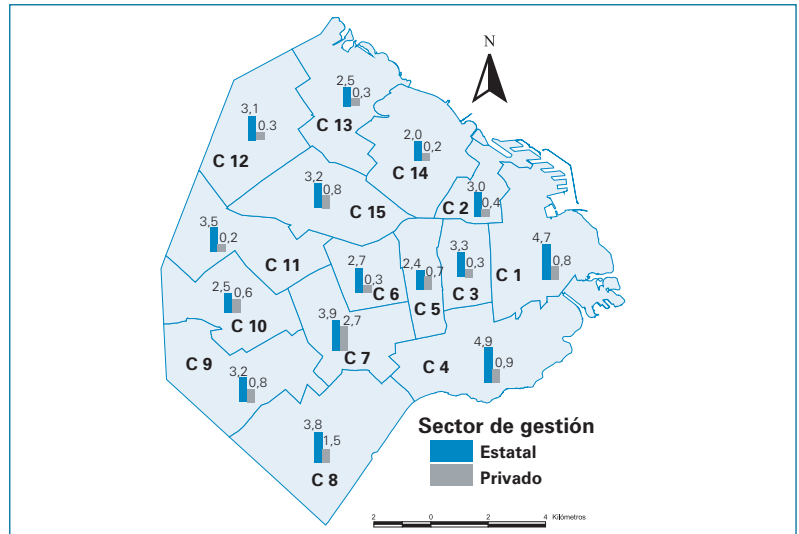 N
2,5
0,3
C 13
3,1
0.3
C 12
2,0
0,2
C 14
3,2
0,8
C 15
3,0
0,4
C 2
3,5
0,2
C 11
4,7
0,8
C 1
3,3
0,3
C 3
2,4
0,7
C 5
2,7
0,3
C 6
2,5
0,6
C 10
3,9
2,7
C 7
4,9
0,9
C 4
C 9
3,2
0,8
3,8
1,5
C 8
Sector de gestión
Estatal
Privado
2 0 2 4 Kilómetros